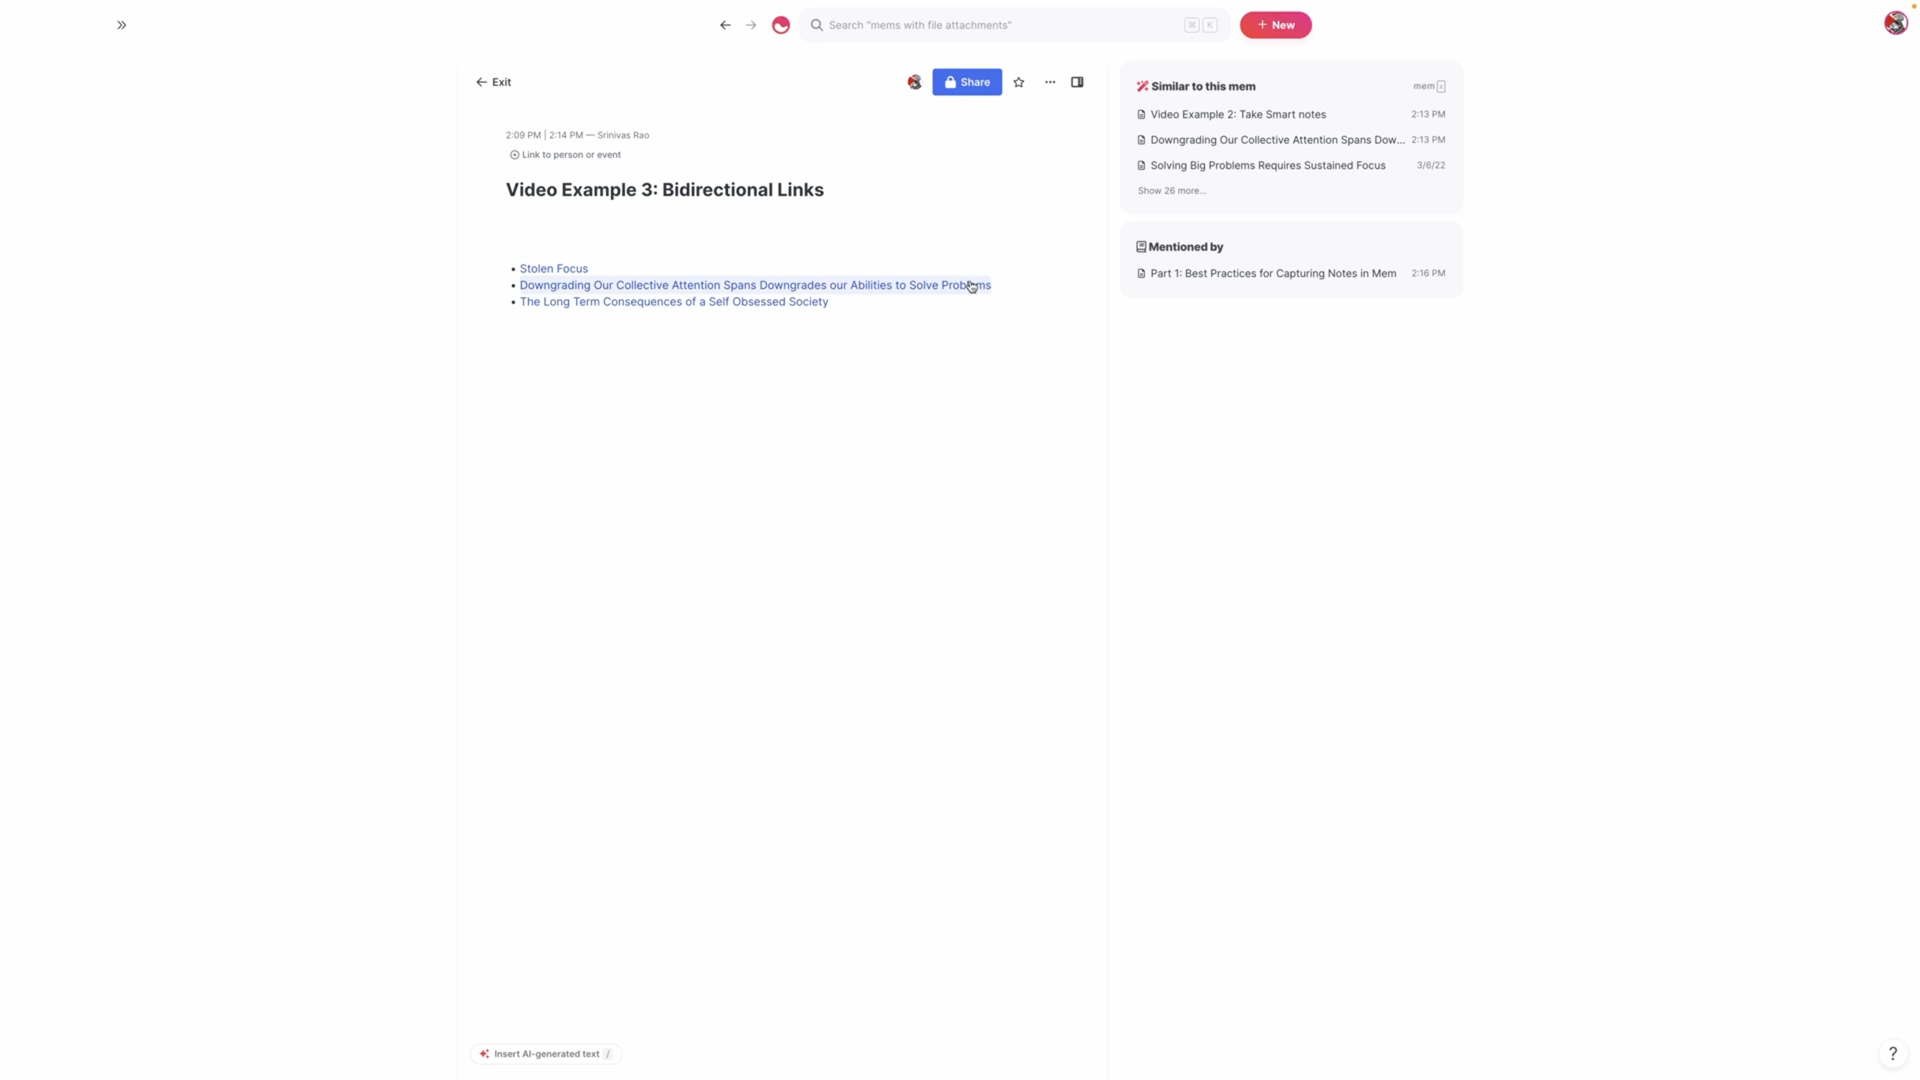 Search "mems with file attachments"
⌘ K
+ New
Exit
Share
2:09 PM | 2:14 PM — Srinivas Rao
Link to person or event
Video Example 3: Bidirectional Links
• Stolen Focus
• Downgrading Our Collective Attention Spans Downgrades our Abilities to Solve Problems
• The Long Term Consequences of a Self Obsessed Society
Similar to this mem
mem x
Video Example 2: Take Smart notes 2:13 PM
Downgrading Our Collective Attention Spans Dow... 2:13 PM
Solving Big Problems Requires Sustained Focus 3/6/22
Show 26 more...
Mentioned by
Part 1: Best Practices for Capturing Notes in Mem 2:16 PM
Insert AI-generated text /
?